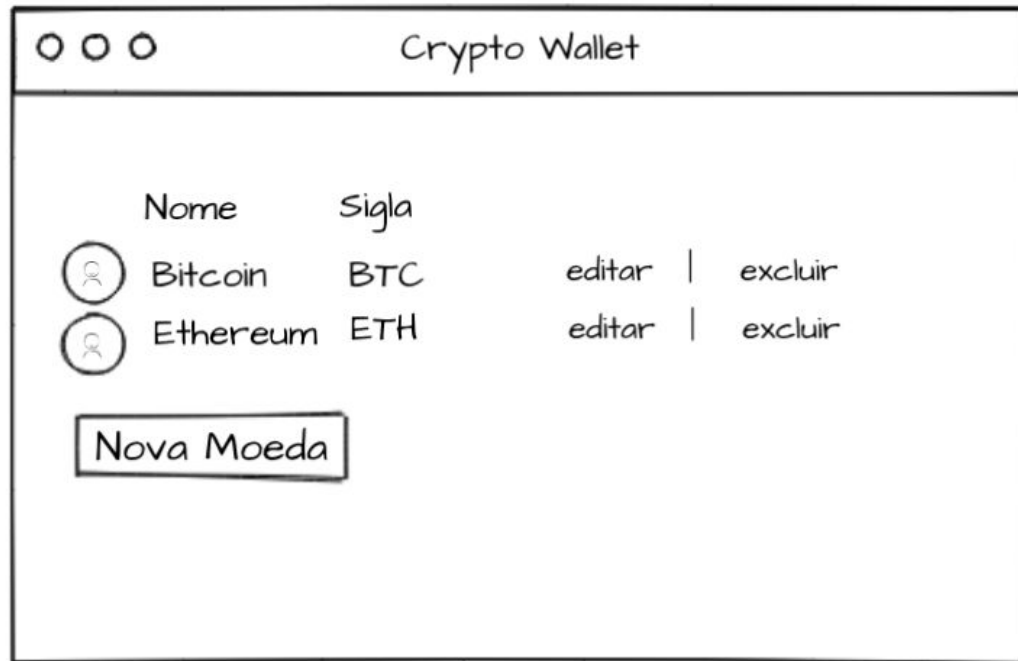 Crypto Wallet
Nome Sigla
Bitcoin BTC editar | excluir
Ethereum ETH editar | excluir
Nova Moeda